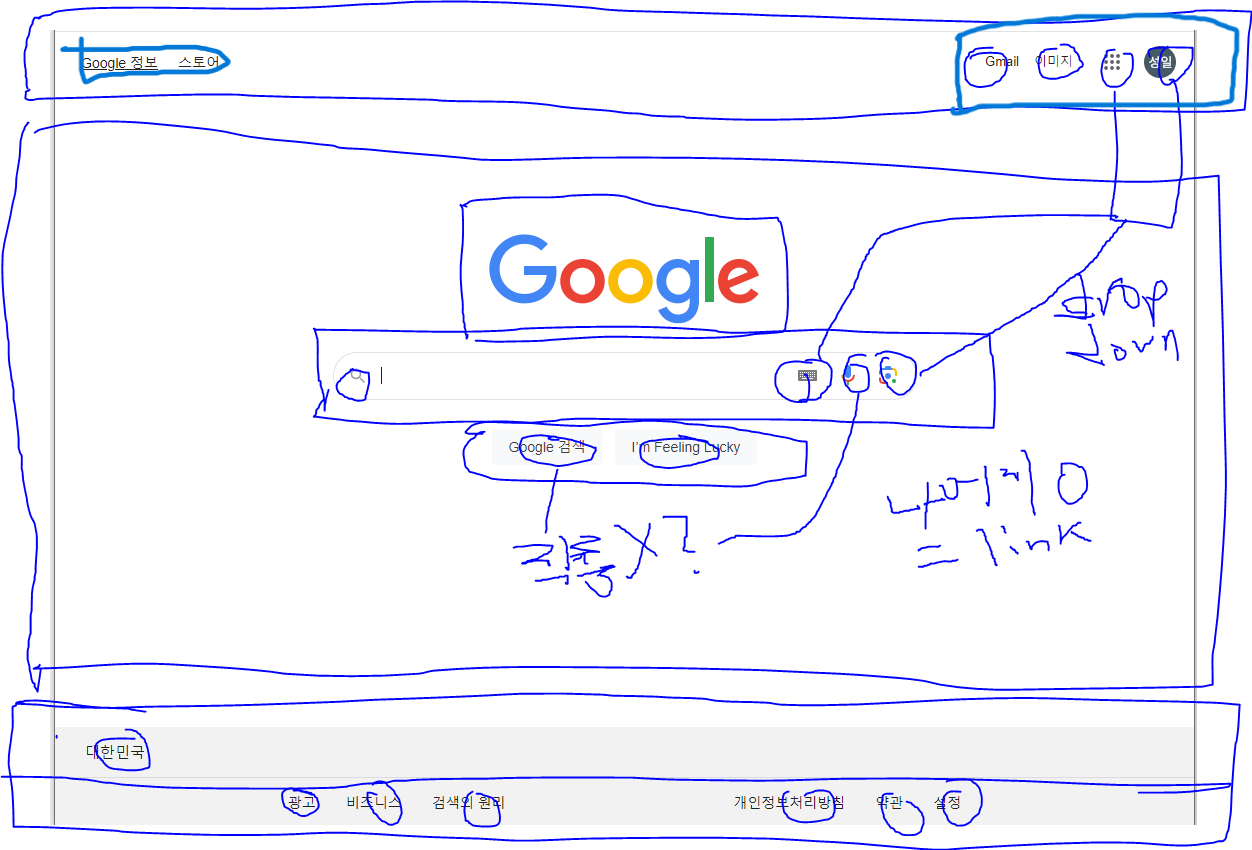 Google 정보 스토어 Gmail 이미지 성일
Google
drop
down
Google 검색 I'm Feeling Lucky
나머지 O
= link
작동 X ?
대한민국
광고 비즈니스 검색의 원리 개인정보처리방침 약관 설정